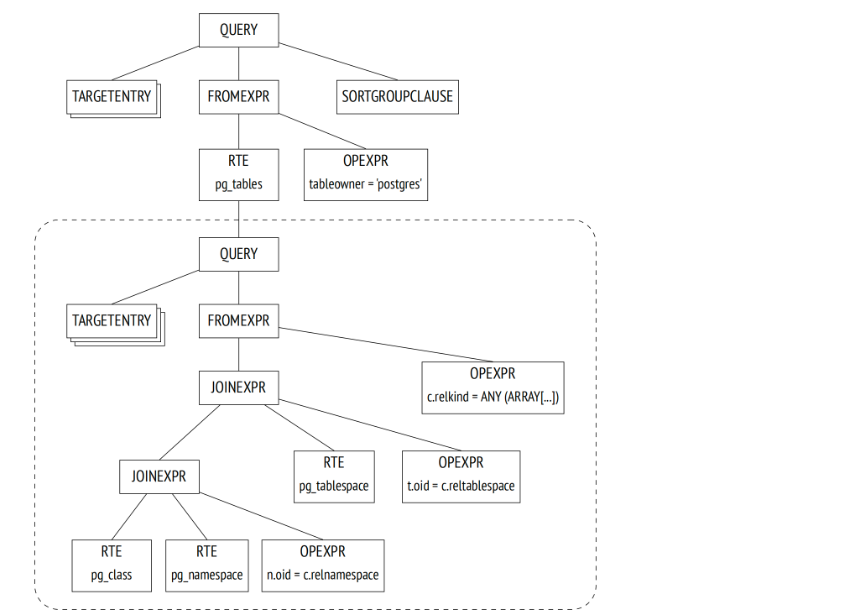 QUERY
TARGETENTRY
FROMEXPR
SORTGROUPCLAUSE
RTE
pg_tables
OPEXPR
tableowner = 'postgres'
QUERY
TARGETENTRY
FROMEXPR
JOINEXPR
OPEXPR
c.relkind = ANY (ARRAY[...])
JOINEXPR
RTE
pg_tablespace
OPEXPR
t.oid = c.reltablespace
RTE
pg_class
RTE
pg_namespace
OPEXPR
n.oid = c.relnamespace